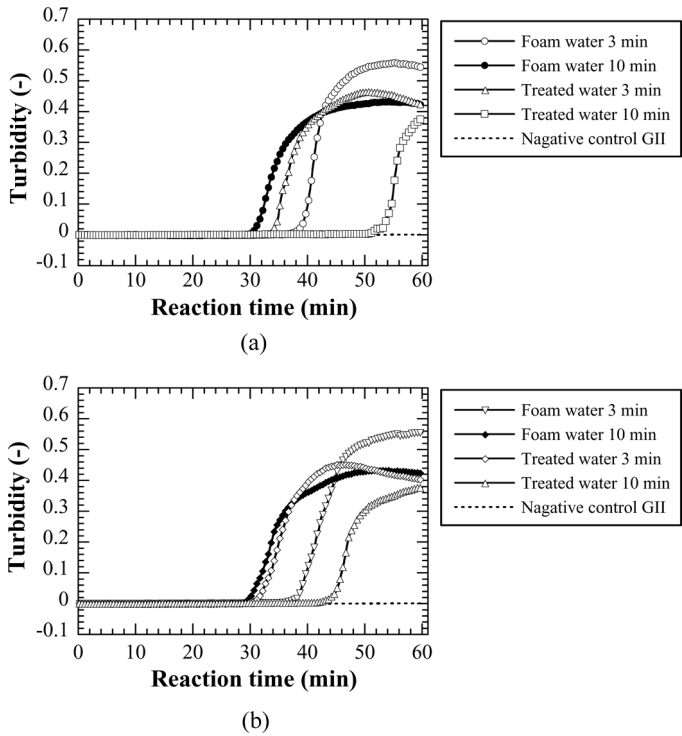 0.7
0.6
0.5
0.4
0.3
0.2
0.1
0
-0.1
Turbidity (-)
0 10 20 30 40 50 60
Reaction time (min)
Foam water 3 min
Foam water 10 min
Treated water 3 min
Treated water 10 min
Nagative control GII
(a)
0.7
0.6
0.5
0.4
0.3
0.2
0.1
0
-0.1
Turbidity (-)
0 10 20 30 40 50 60
Reaction time (min)
Foam water 3 min
Foam water 10 min
Treated water 3 min
Treated water 10 min
Nagative control GII
(b)